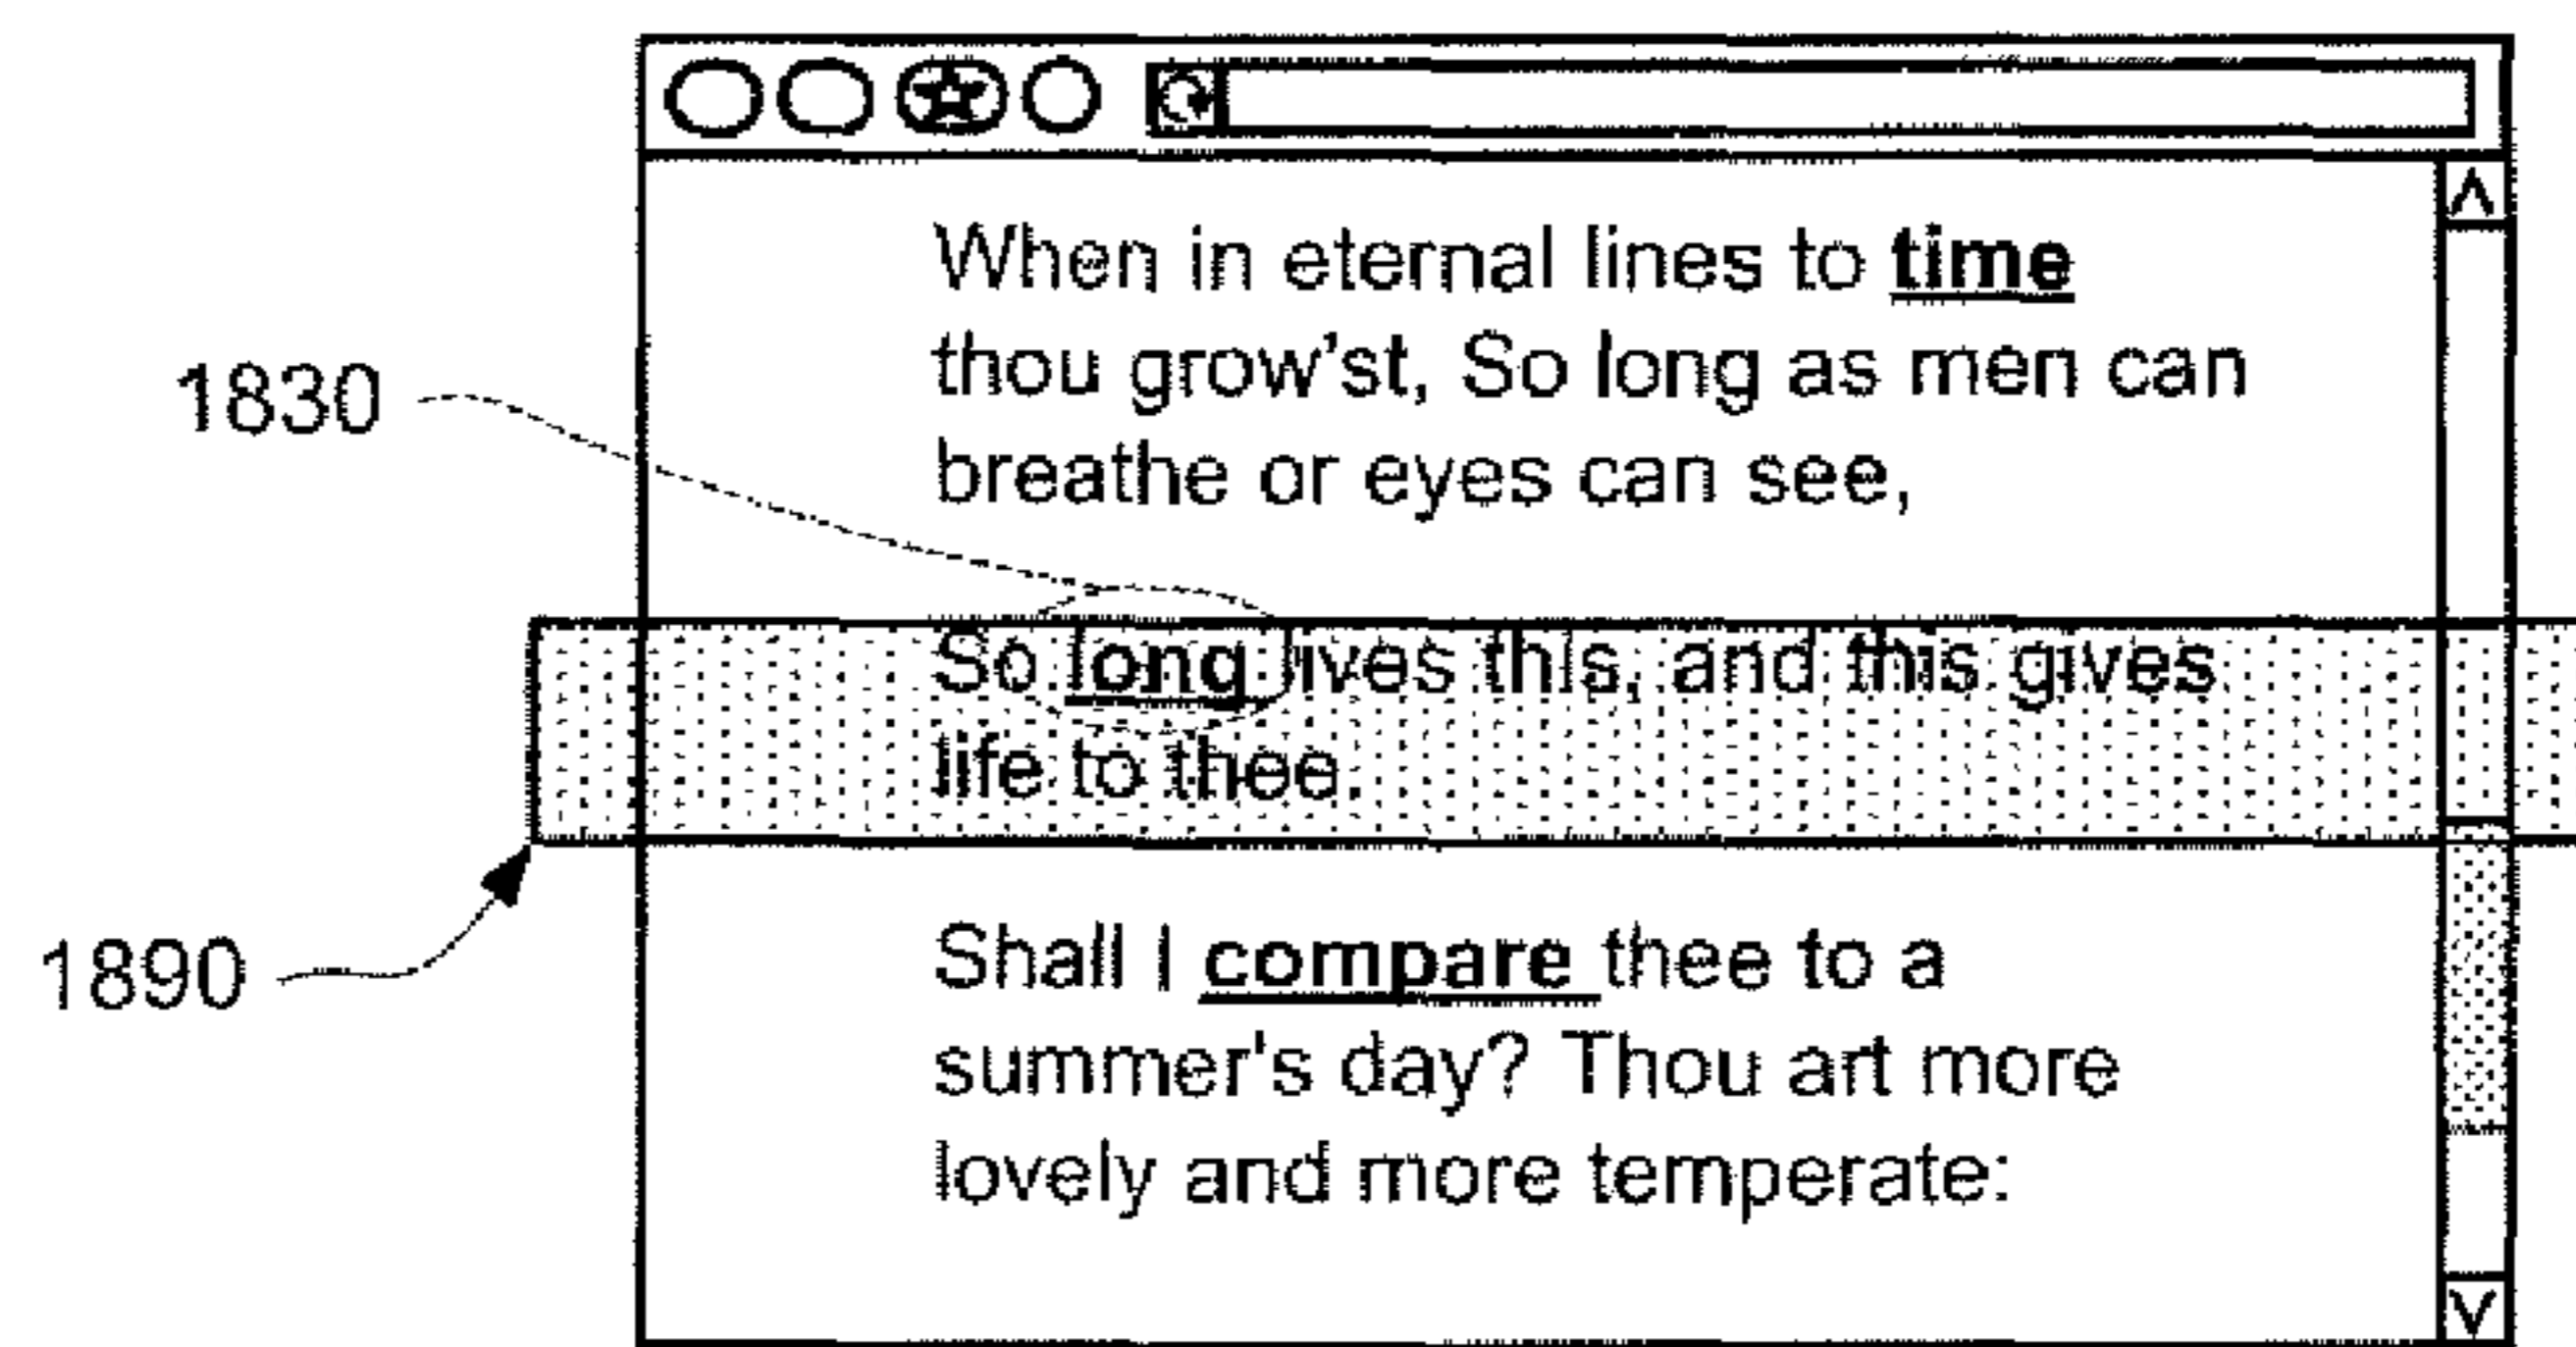 When in eternal lines to time
thou grow'st, So long as men can
1830
breathe or eyes can see,
So long lives this, and this gives
life to thee.
1890
Shall I compare thee to a
summer's day? Thou art more
lovely and more temperate: